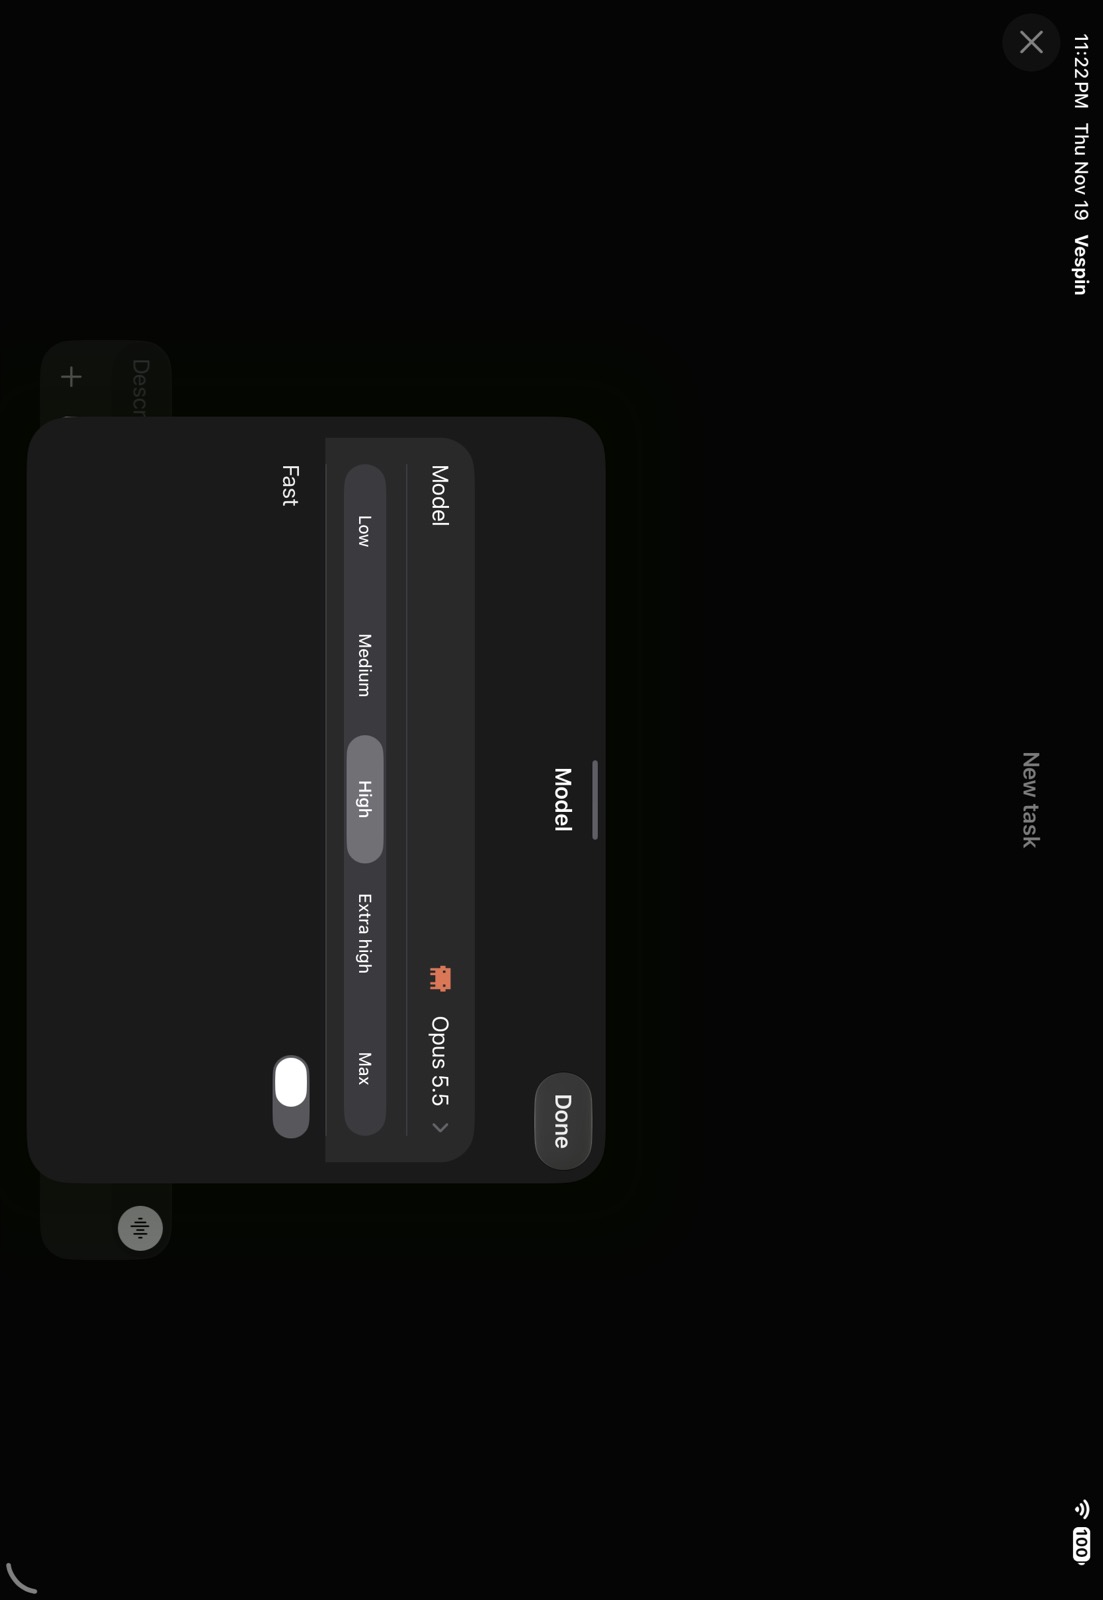 11:22 PM Thu Nov 19 Vespin
100
New task
Model
Done
Model
Opus 5.5
Low
Medium
High
Extra high
Max
Fast
Descr